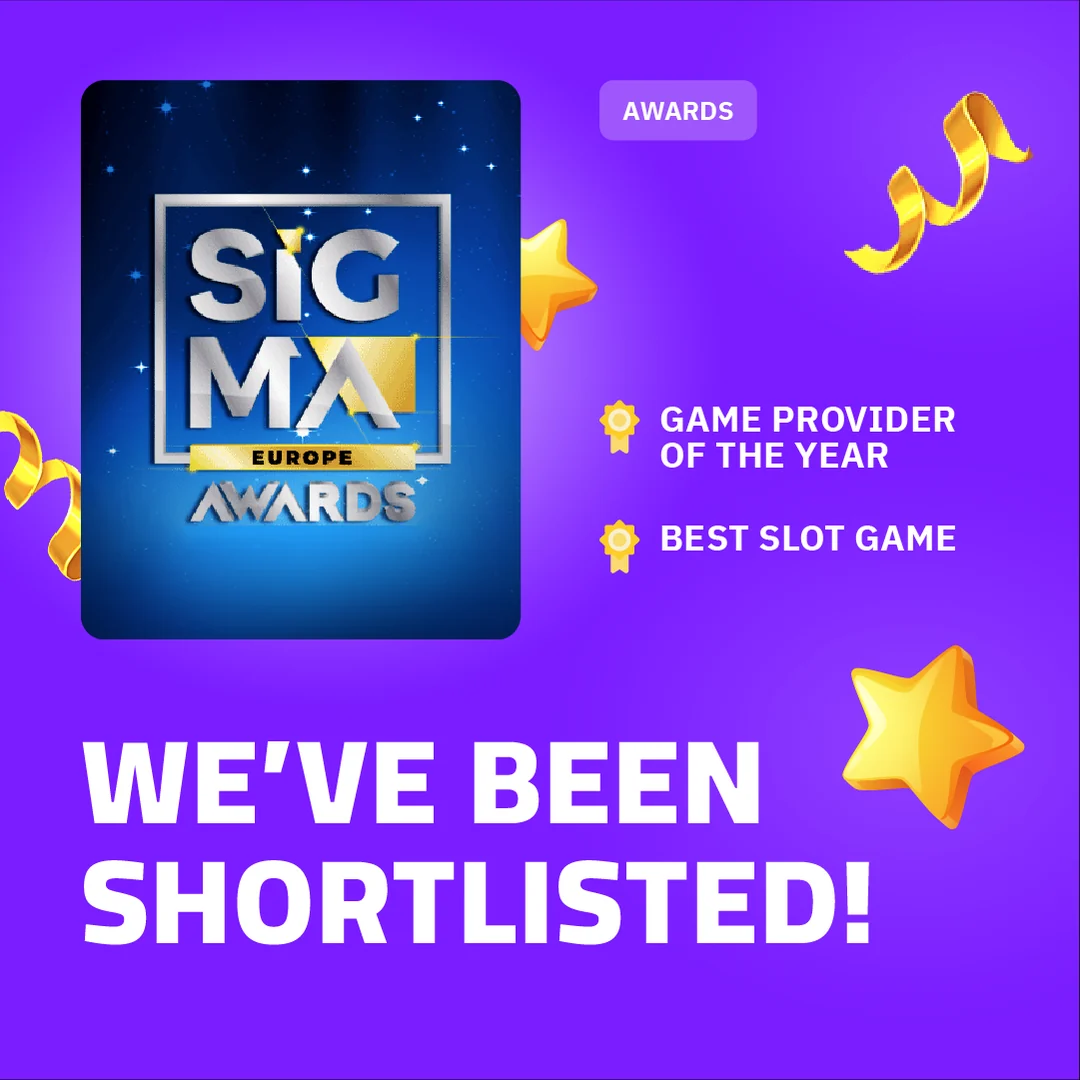 AWARDS
SiG
MA
EUROPE
AWARDS
GAME PROVIDER
OF THE YEAR
BEST SLOT GAME
WE’VE BEEN
SHORTLISTED!